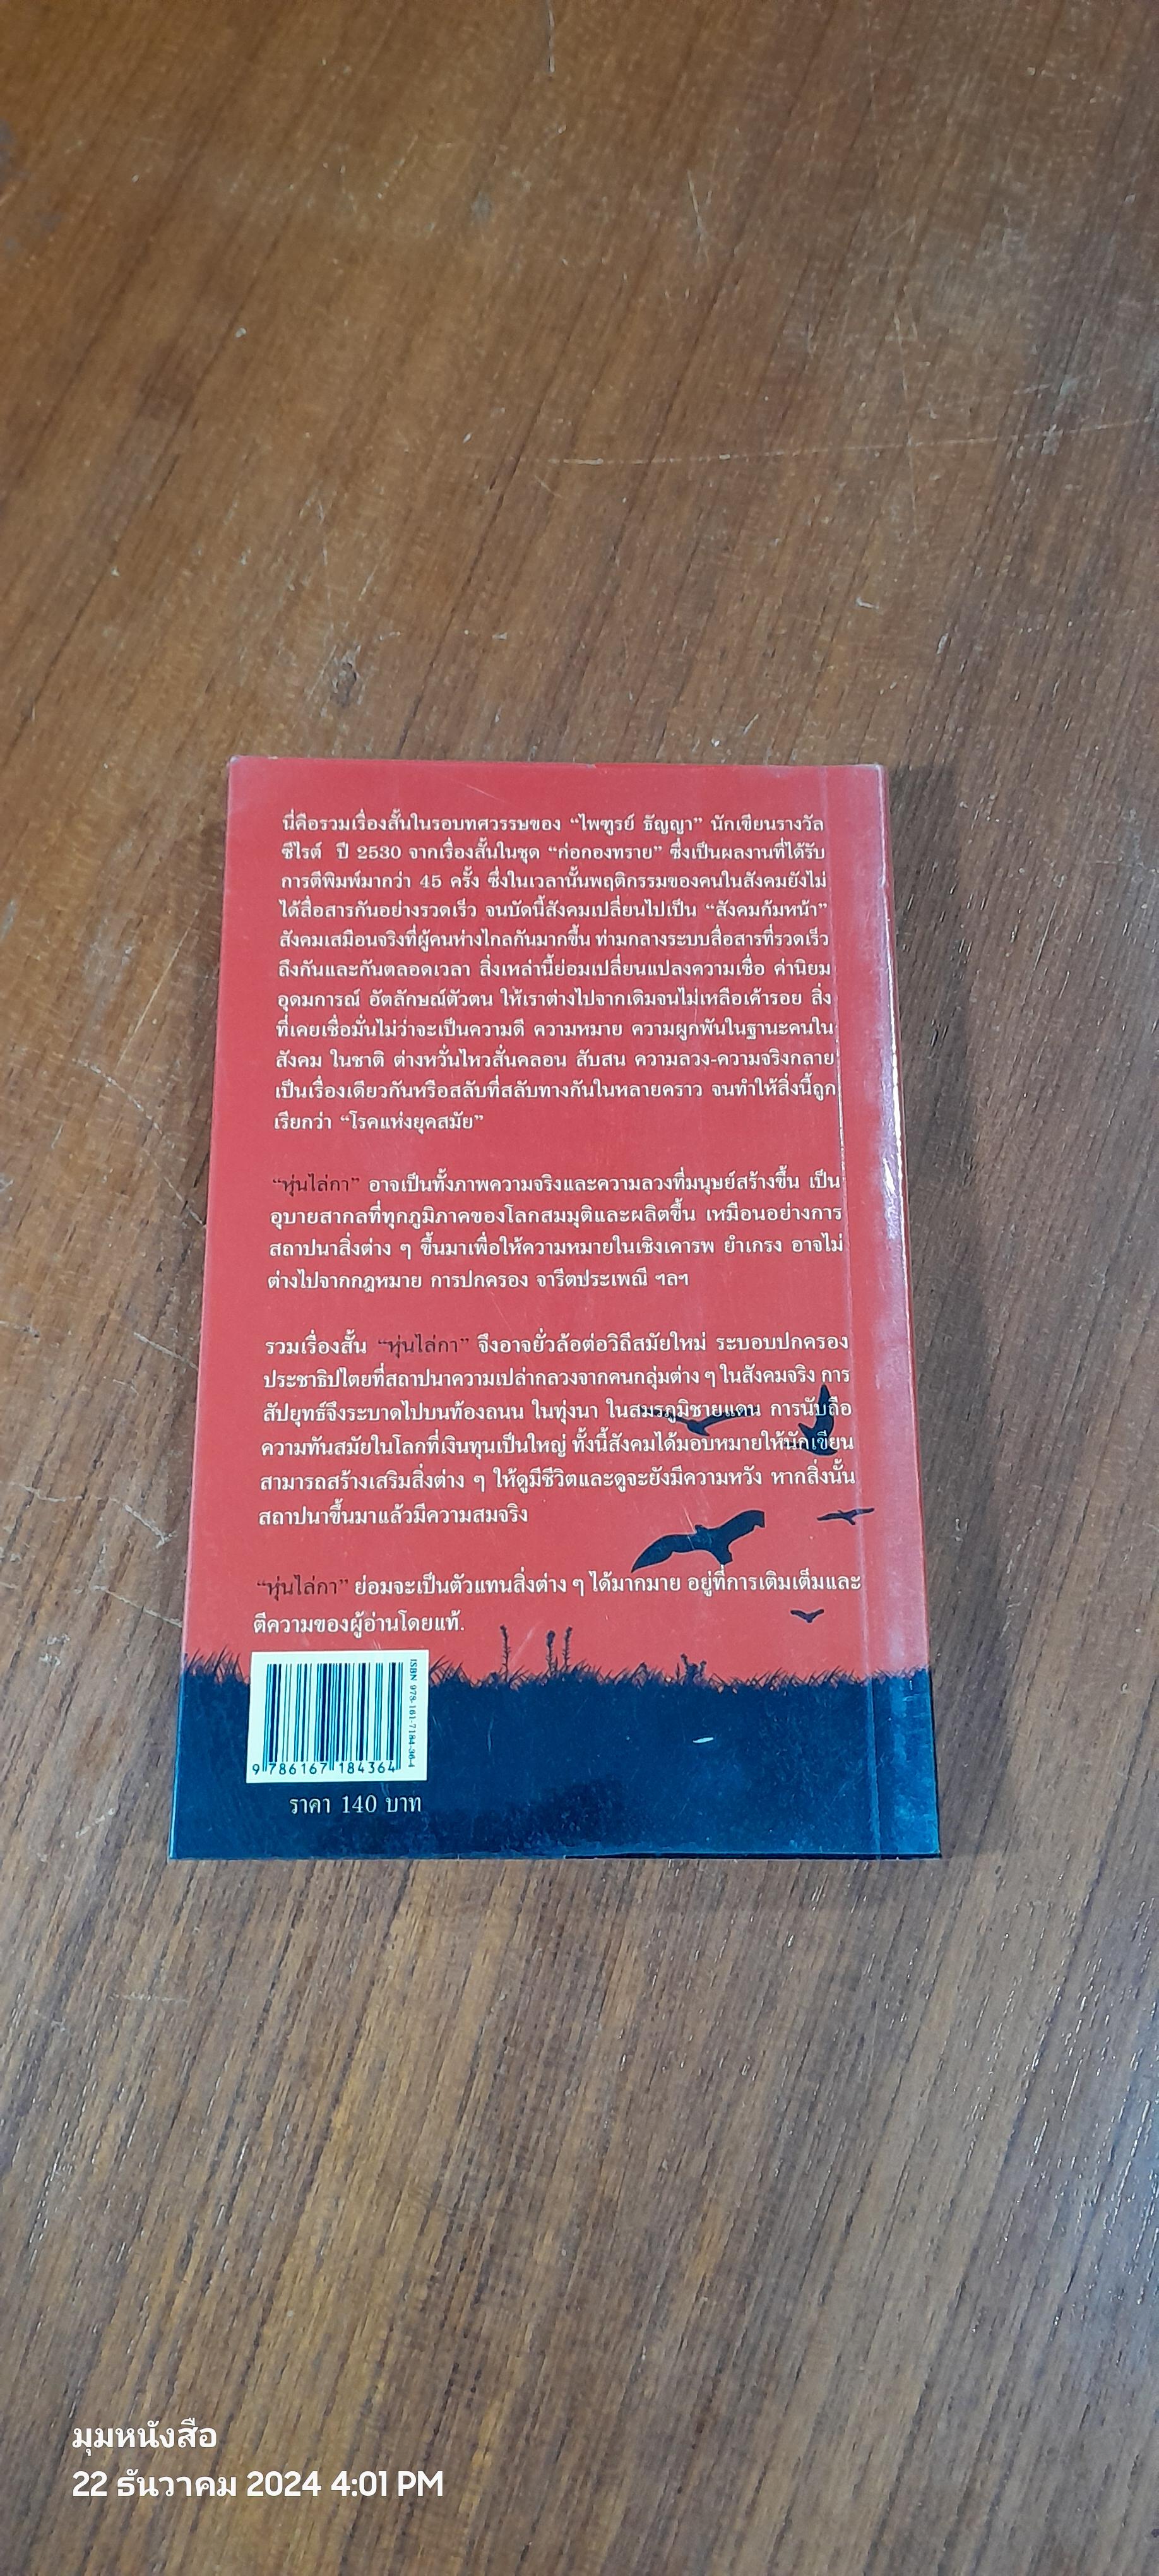 นี่คือรวมเรื่องสั้นในรอบทศวรรษของ “ไพฑูรย์ ธัญญา” นักเขียนรางวัล
ซีไรต์ ปี 2530 จากเรื่องสั้นในชุด “ก่อกองทราย” ซึ่งเป็นผลงานที่ได้รับ
การตีพิมพ์มากว่า 45 ครั้ง ซึ่งในเวลานั้นพฤติกรรมของคนในสังคมยังไม่
ได้สื่อสารกันอย่างรวดเร็ว จนบัดนี้สังคมเปลี่ยนไปเป็น “สังคมก้มหน้า”
สังคมเสมือนจริงที่ผู้คนห่างไกลกันมากขึ้น ท่ามกลางระบบสื่อสารที่รวดเร็ว
ถึงกันและกันตลอดเวลา สิ่งเหล่านี้ย่อมเปลี่ยนแปลงความเชื่อ ค่านิยม
อุดมการณ์ อัตลักษณ์ตัวตน ให้เราต่างไปจากเดิมจนไม่เหลือเค้ารอย สิ่ง
ที่เคยเชื่อมั่นไม่ว่าจะเป็นความดี ความหมาย ความผูกพันในฐานะคนใน
สังคม ในชาติ ต่างหวั่นไหวสั่นคลอน สับสน ความลวง-ความจริงกลาย
เป็นเรื่องเดียวกันหรือสลับที่สลับทางกันในหลายคราว จนทำให้สิ่งนี้ถูก
เรียกว่า “โรคแห่งยุคสมัย”
“หุ่นไล่กา” อาจเป็นทั้งภาพความจริงและความลวงที่มนุษย์สร้างขึ้น เป็น
อุบายสากลที่ทุกภูมิภาคของโลกสมมุติและผลิตขึ้น เหมือนอย่างการ
สถาปนาสิ่งต่าง ๆ ขึ้นมาเพื่อให้ความหมายในเชิงเคารพ ยำเกรง อาจไม่
ต่างไปจากกฎหมาย การปกครอง จารีตประเพณี ฯลฯ
รวมเรื่องสั้น “หุ่นไล่กา” จึงอาจยั่วล้อต่อวิถีสมัยใหม่ ระบอบปกครอง
ประชาธิปไตยที่สถาปนาความเปล่ากลวงจากคนกลุ่มต่าง ๆ ในสังคมจริง การ
สัปยุทธ์จึงระบาดไปบนท้องถนน ในทุ่งนา ในสมรภูมิชายแดน การนับถือ
ความทันสมัยในโลกที่เงินทุนเป็นใหญ่ ทั้งนี้สังคมได้มอบหมายให้นักเขียน
สามารถสร้างเสริมสิ่งต่าง ๆ ให้ดูมีชีวิตและดูจะยังมีความหวัง หากสิ่งนั้น
สถาปนาขึ้นมาแล้วมีความสมจริง
“หุ่นไล่กา” ย่อมจะเป็นตัวแทนสิ่งต่าง ๆ ได้มากมาย อยู่ที่การเติมเต็มและ
ตีความของผู้อ่านโดยแท้.
ISBN 978-167-7184-36-4
9 786167 184364
ราคา 140 บาท
มุมหนังสือ
22 ธันวาคม 2024 4:01 PM